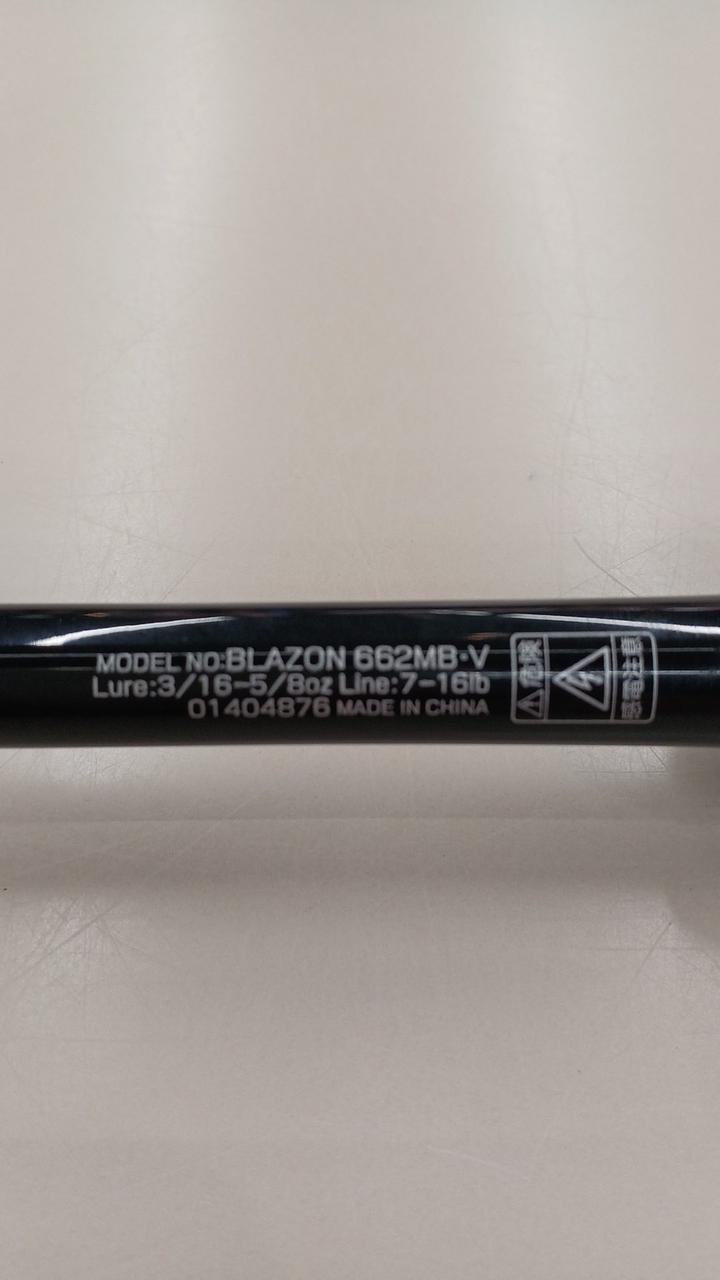 MODEL NO:BLAZON 662MB·V
Lure:3/16-5/8oz Line:7-16lb
01404876 MADE IN CHINA
危険
感電注意